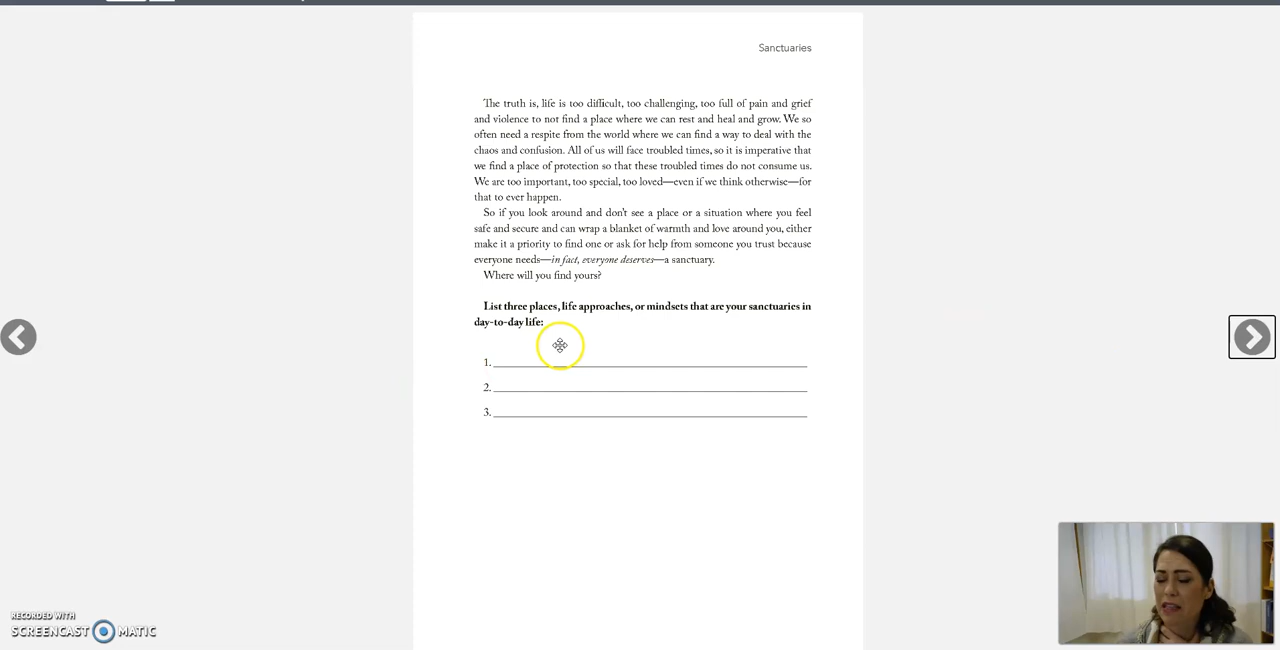 Sanctuaries
The truth is, life is too difficult, too challenging, too full of pain and grief
and violence to not find a place where we can rest and heal and grow. We so
often need a respite from the world where we can find a way to deal with the
chaos and confusion. All of us will face troubled times, so it is imperative that
we find a place of protection so that these troubled times do not consume us.
We are too important, too special, too loved—even if we think otherwise—for
that to ever happen.
So if you look around and don't see a place or a situation where you feel
safe and secure and can wrap a blanket of warmth and love around you, either
make it a priority to find one or ask for help from someone you trust because
everyone needs—in fact, everyone deserves—a sanctuary.
Where will you find yours?
List three places, life approaches, or mindsets that are your sanctuaries in
day-to-day life:
1.
2.
3.
RECORDED WITH
SCREENCAST MATIC